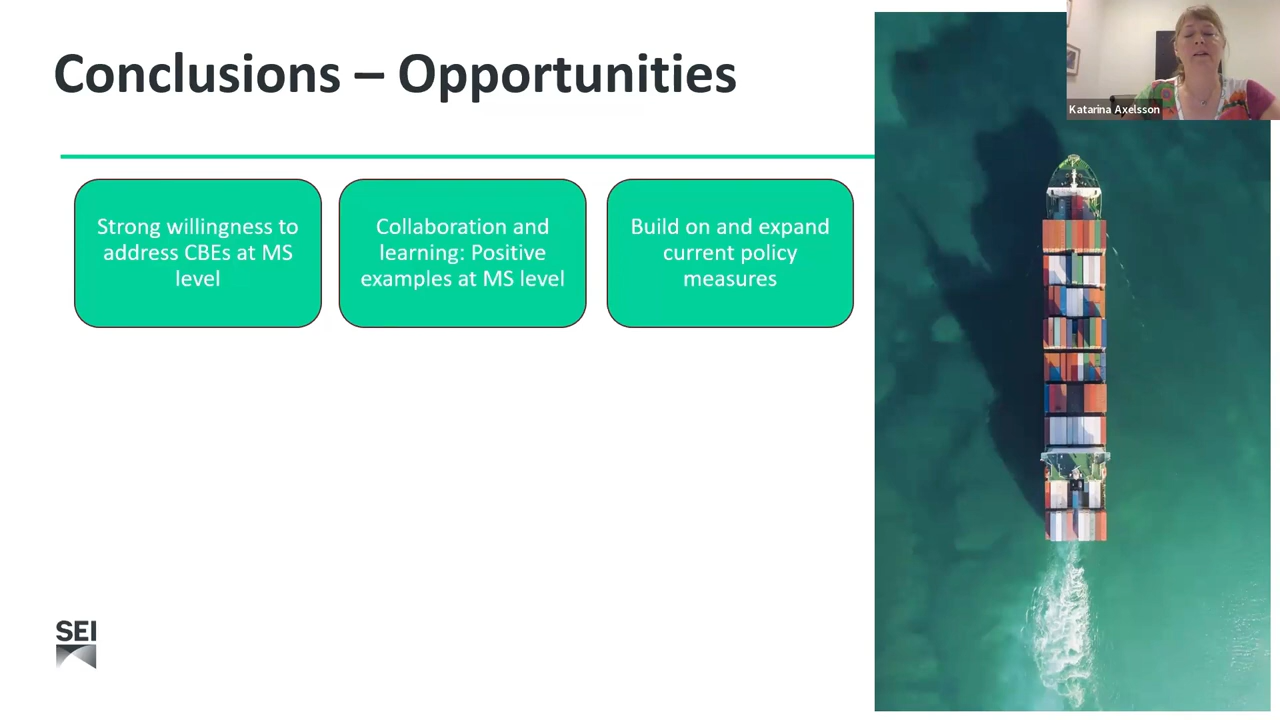 Conclusions – Opportunities
Katarina Axelsson
Strong willingness to
address CBEs at MS
level
Collaboration and
learning: Positive
examples at MS level
Build on and expand
current policy
measures
SEI